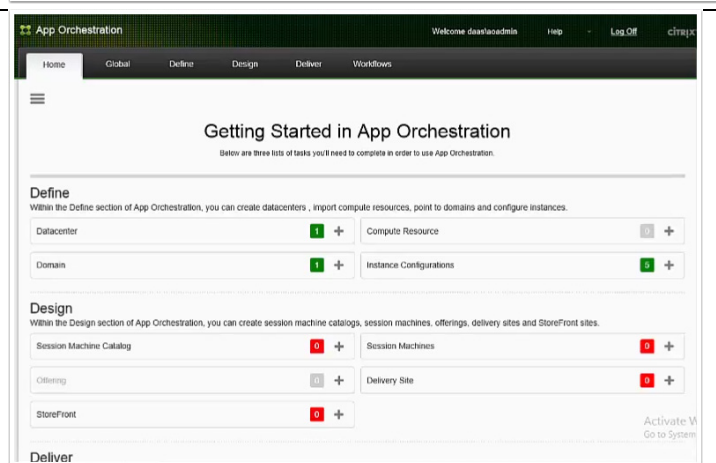 App Orchestration
Welcome daas\aoadmin Help Log Off CITRIX
Home Global Define Design Deliver Workflows
Getting Started in App Orchestration
Below are three lists of tasks you'll need to complete in order to use App Orchestration.
Define
Within the Define section of App Orchestration, you can create datacenters , import compute resources, point to domains and configure instances.
Datacenter 1 + Compute Resource 0 +
Domain 1 + Instance Configurations 5 +
Design
Within the Design section of App Orchestration, you can create session machine catalogs, session machines, offerings, delivery sites and StoreFront sites.
Session Machine Catalog 0 + Session Machines 0 +
Offering 0 + Delivery Site 0 +
StoreFront 0 +
Activate W
Go to System
Deliver